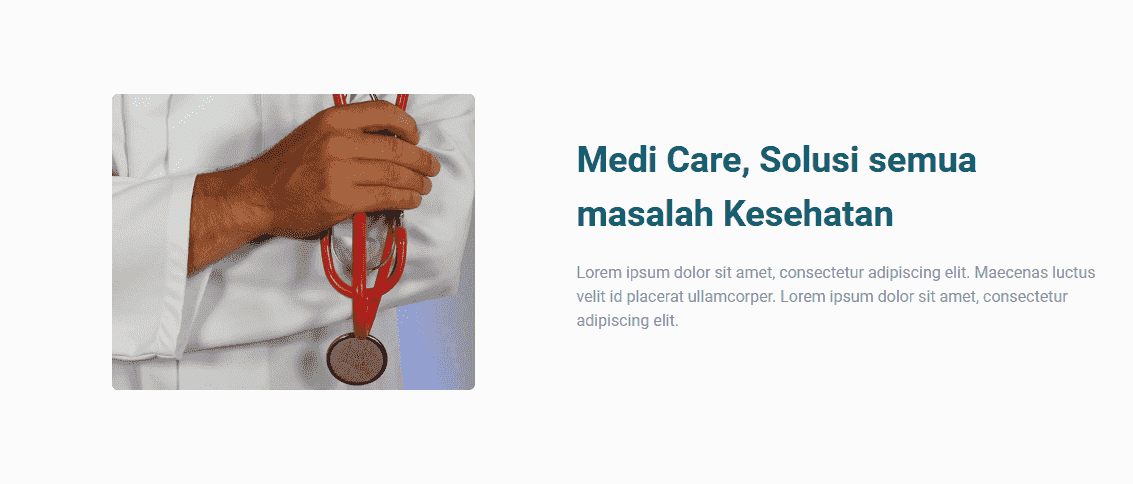 Medi Care, Solusi semua
masalah Kesehatan
Lorem ipsum dolor sit amet, consectetur adipiscing elit. Maecenas luctus
velit id placerat ullamcorper. Lorem ipsum dolor sit amet, consectetur
adipiscing elit.